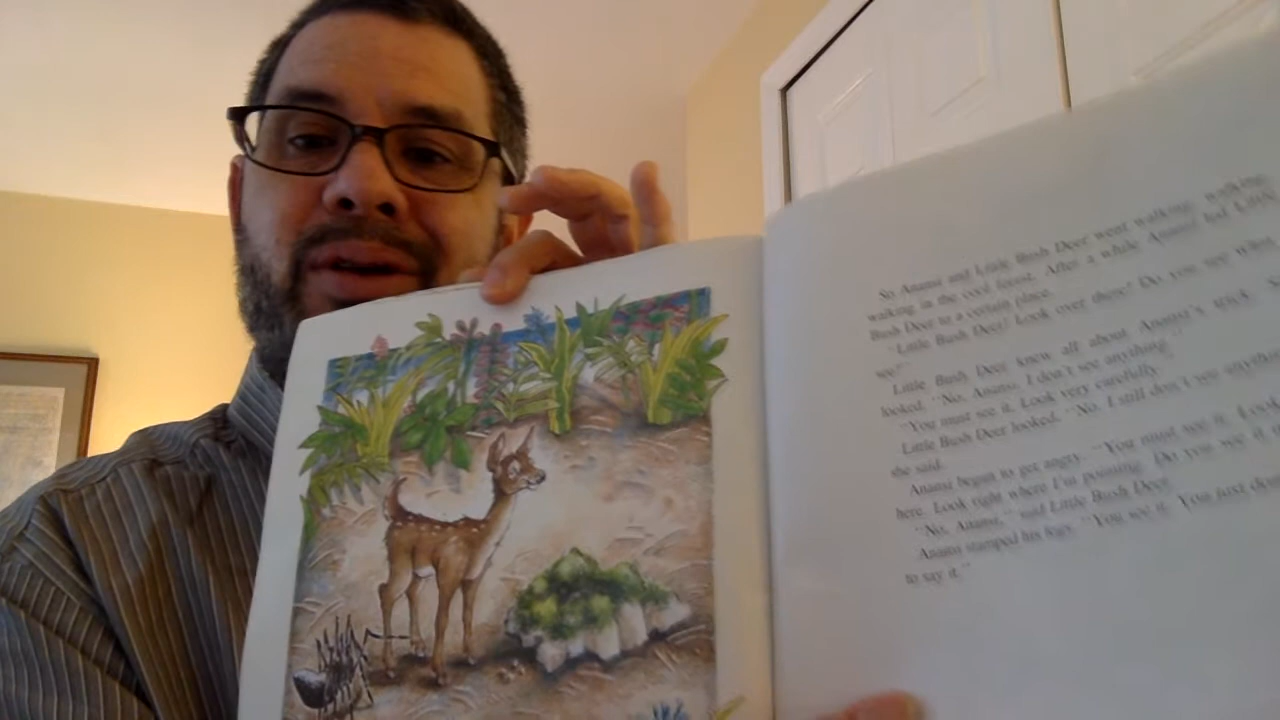 So Anansi and Little Bush Deer went walking, walking,
walking in the cool forest. After a while Anansi led Little
Bush Deer to a certain place.
"Little Bush Deer! Look over there! Do you see what I
see?"
Little Bush Deer knew all about Anansi's trick. She
looked. "No, Anansi. I don't see anything."
"You must see it. Look very carefully."
Little Bush Deer looked. "No. I still don't see anything,"
she said.
Anansi began to get angry. "You must see it. Look
here. Look right where I'm pointing. Do you see it
"No, Anansi," said Little Bush Deer.
Anansi stamped his legs. "You see it. You just don't
to say it."